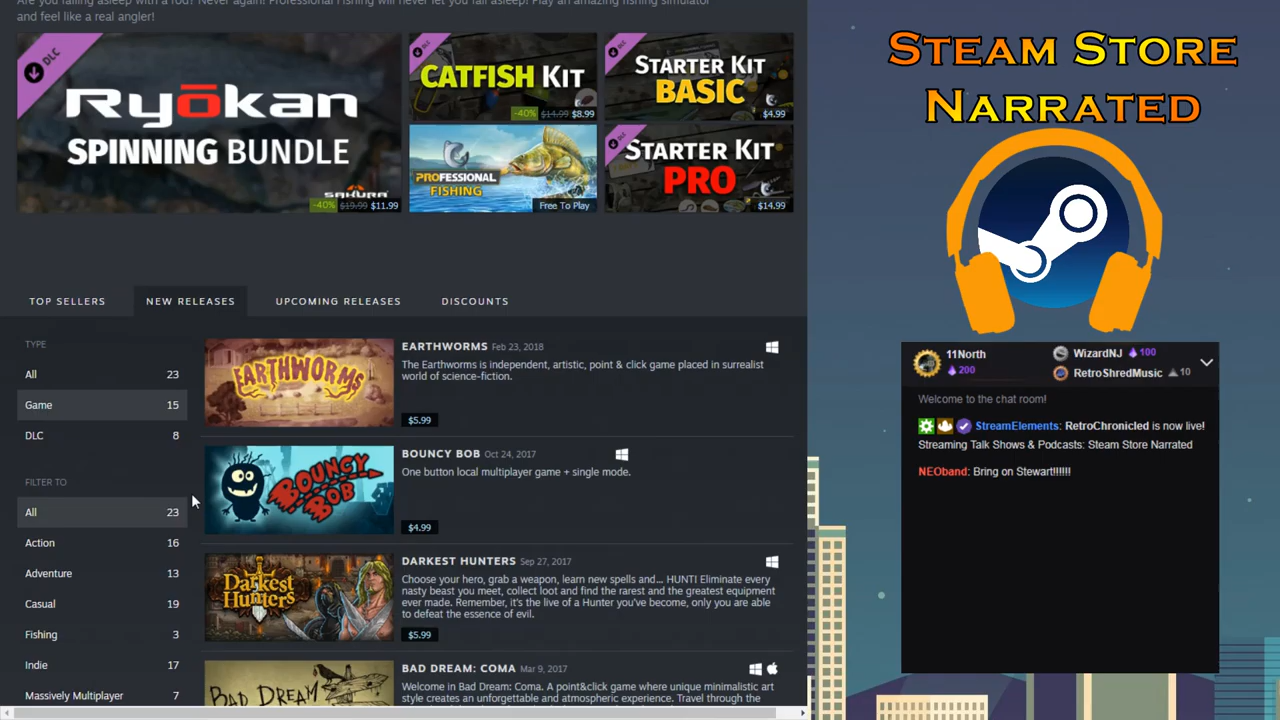 Are you falling asleep with a rod? Never again! Professional Fishing will never let you fall asleep! Play an amazing fishing simulator
and feel like a real angler!
DLC
Ryōkan
SPINNING BUNDLE
SAKURA
-40% $19.99 $11.99
DLC
CATFISH KIT
-40% $14.99 $8.99
DLC
STARTER KIT
BASIC
$4.99
PROFESSIONAL
FISHING
Free To Play
DLC
STARTER KIT
PRO
$14.99
TOP SELLERS
NEW RELEASES
UPCOMING RELEASES
DISCOUNTS
TYPE
All 23
Game 15
DLC 8
FILTER TO
All 23
Action 16
Adventure 13
Casual 19
Fishing 3
Indie 17
Massively Multiplayer 7
EARTHWORMS
EARTHWORMS Feb 23, 2018
The Earthworms is independent, artistic, point & click game placed in surrealist
world of science-fiction.
$5.99
BOUNCY BOB
BOUNCY BOB Oct 24, 2017
One button local multiplayer game + single mode.
$4.99
Darkest Hunters
DARKEST HUNTERS Sep 27, 2017
Choose your hero, grab a weapon, learn new spells and... HUNT! Eliminate every
nasty beast you meet, collect loot and find the rarest and the greatest equipment
ever made. Remember, it's the live of a Hunter you've become, only you are able
to defeat the essence of evil.
$5.99
BAD DREAM
BAD DREAM: COMA Mar 9, 2017
Welcome in Bad Dream: Coma. A point&click game where unique minimalistic art
style creates an unforgettable and atmospheric experience. Travel through the
STEAM STORE
NARRATED
11North
200
WizardNJ 100
RetroShredMusic 10
Welcome to the chat room!
StreamElements: RetroChronicled is now live!
Streaming Talk Shows & Podcasts: Steam Store Narrated
NEOband: Bring on Stewart!!!!!!